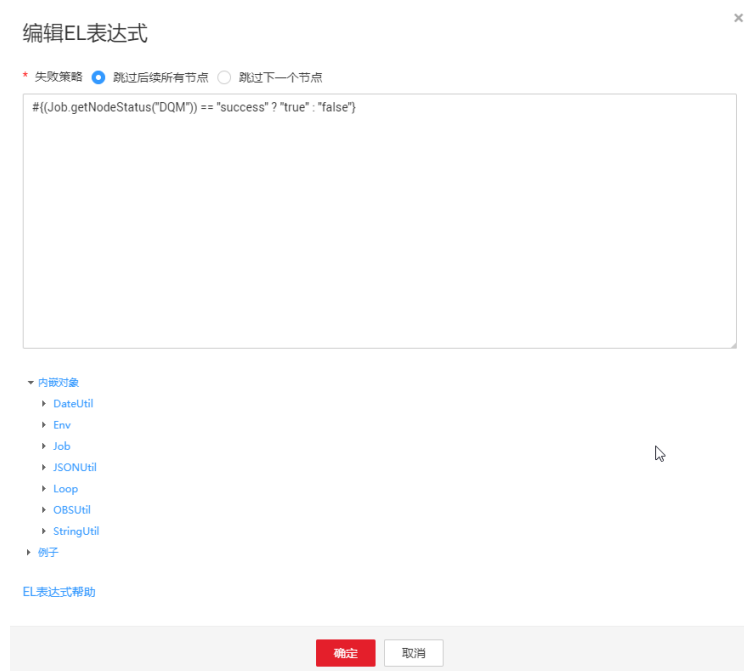 编辑EL表达式
* 失败策略 跳过后续所有节点 跳过下一个节点
#{(Job.getNodeStatus("DQM")) == "success" ? "true" : "false"}
内嵌对象
DateUtil
Env
Job
JSONUtil
Loop
OBSUtil
StringUtil
例子
EL表达式帮助
确定 取消